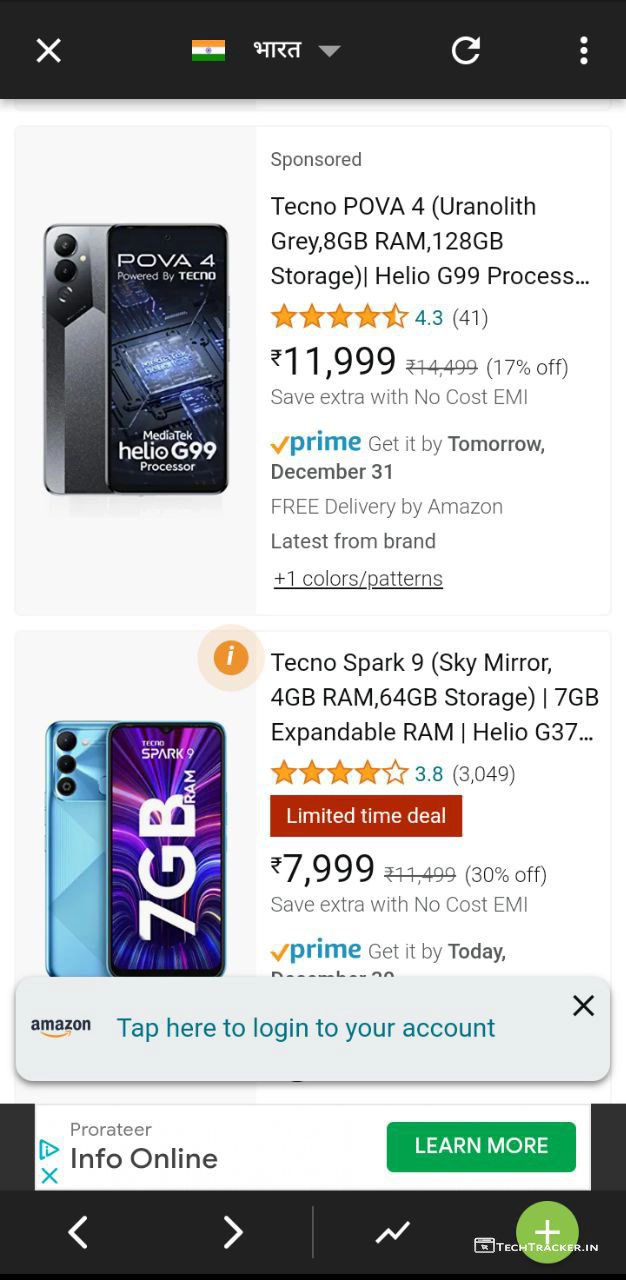 भारत
Sponsored
Tecno POVA 4 (Uranolith
Grey,8GB RAM,128GB
Storage)| Helio G99 Process...
POVA 4
Powered By TECNO
MediaTek
helio G99
Processor
4.3 (41)
₹11,999 ₹14,499 (17% off)
Save extra with No Cost EMI
prime Get it by Tomorrow,
December 31
FREE Delivery by Amazon
Latest from brand
+1 colors/patterns
i
Tecno Spark 9 (Sky Mirror,
4GB RAM,64GB Storage) | 7GB
Expandable RAM | Helio G37...
TECNO
SPARK 9
7GB
RAM
3.8 (3,049)
Limited time deal
₹7,999 ₹11,499 (30% off)
Save extra with No Cost EMI
prime Get it by Today,
amazon
Tap here to login to your account
Prorateer
Info Online
LEARN MORE
TECHTRACKER.IN